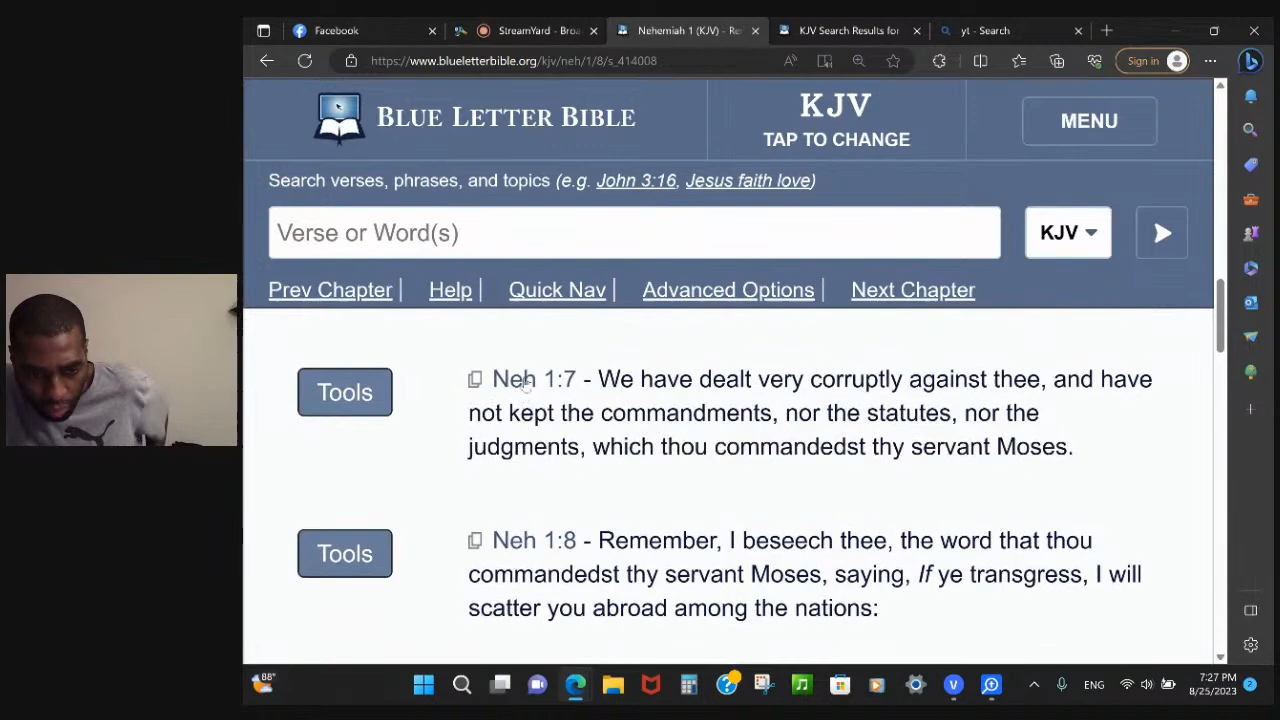 Facebook
StreamYard - Broa
Nehemiah 1 (KJV) - Re
KJV Search Results for
yt - Search
https://www.blueletterbible.org/kjv/neh/1/8/s_414008
Sign in
BLUE LETTER BIBLE
KJV
TAP TO CHANGE
MENU
Search verses, phrases, and topics (e.g. John 3:16, Jesus faith love)
Verse or Word(s)
KJV
Prev Chapter | Help | Quick Nav | Advanced Options | Next Chapter
Tools
Neh 1:7 - We have dealt very corruptly against thee, and have
not kept the commandments, nor the statutes, nor the
judgments, which thou commandedst thy servant Moses.
Tools
Neh 1:8 - Remember, I beseech thee, the word that thou
commandedst thy servant Moses, saying, If ye transgress, I will
scatter you abroad among the nations:
88°
ENG
7:27 PM
8/25/2023
2